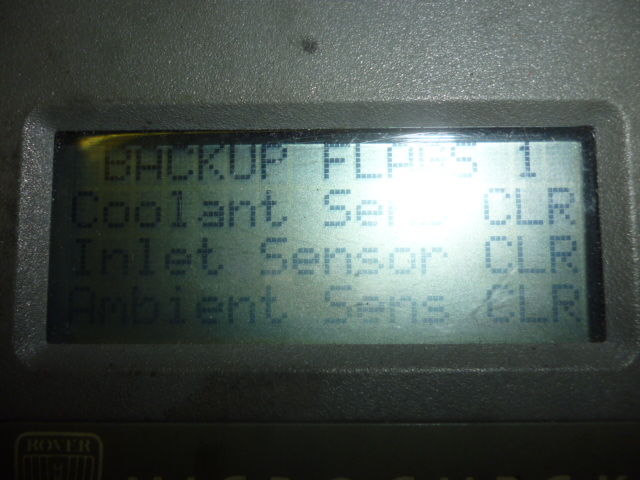 BACKUP FLAGS 1
Coolant Sens CLR
Inlet Sensor CLR
Ambient Sens CLR
ROVER